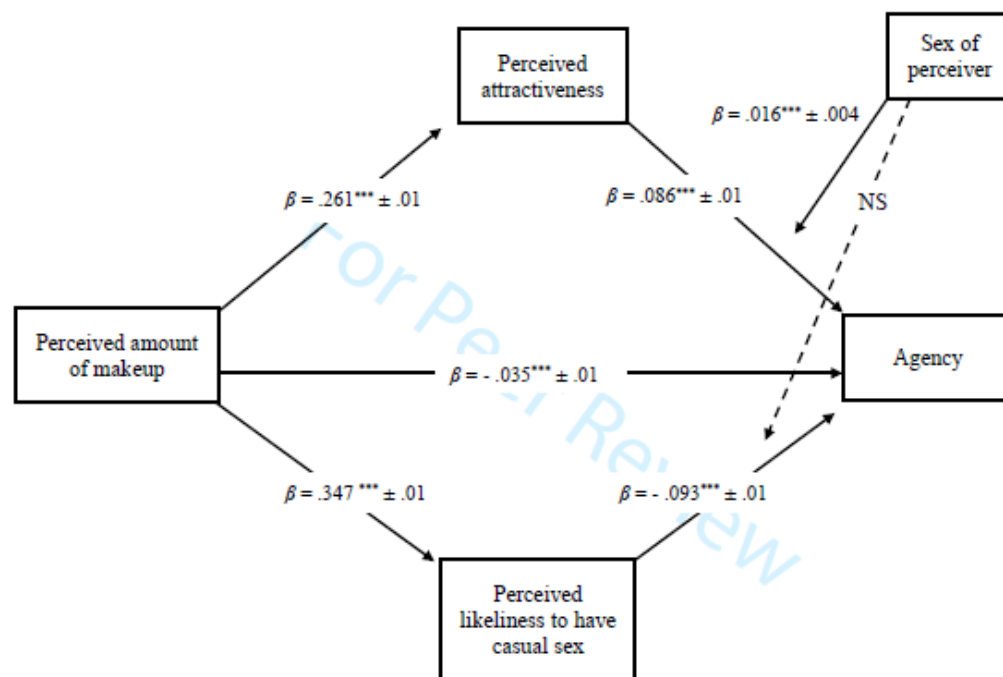 Perceived
attractiveness
Sex of
perceiver
β = .016*** ± .004
β = .261*** ± .01
β = .086*** ± .01
NS
For Peer Review
Perceived amount
of makeup
β = - .035*** ± .01
Agency
β = .347 *** ± .01
β = - .093*** ± .01
Perceived
likeliness to have
casual sex